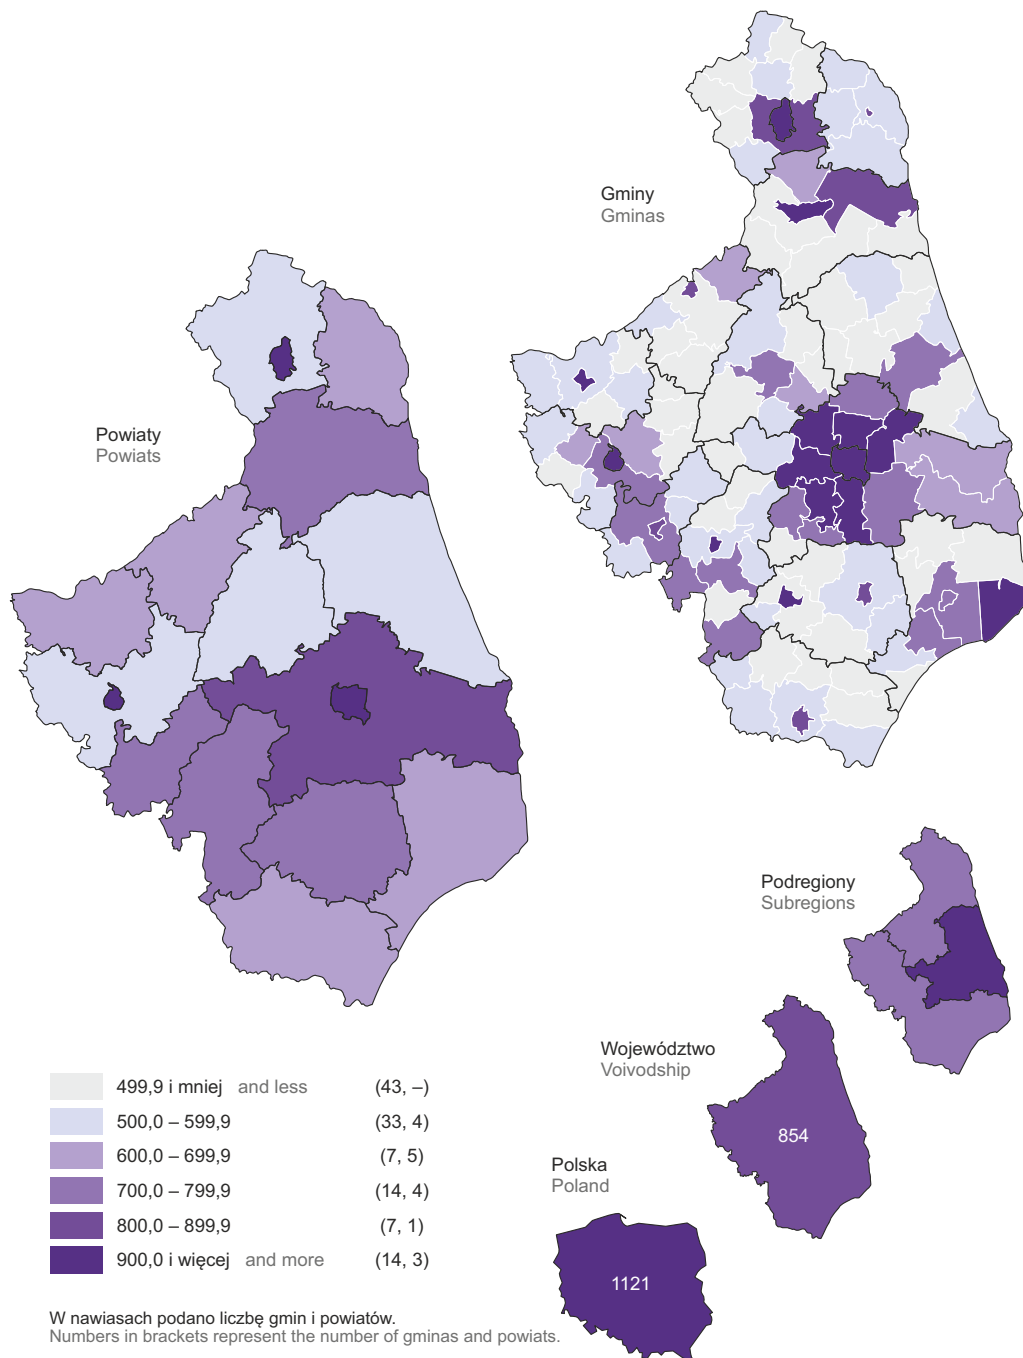 Gminy
Gminas
Powiaty
Powiats
Podregiony
Subregions
Województwo
Voivodship
854
Polska
Poland
1121
499,9 i mniej and less (43, –)
500,0 – 599,9 (33, 4)
600,0 – 699,9 (7, 5)
700,0 – 799,9 (14, 4)
800,0 – 899,9 (7, 1)
900,0 i więcej and more (14, 3)
W nawiasach podano liczbę gmin i powiatów.
Numbers in brackets represent the number of gminas and powiats.